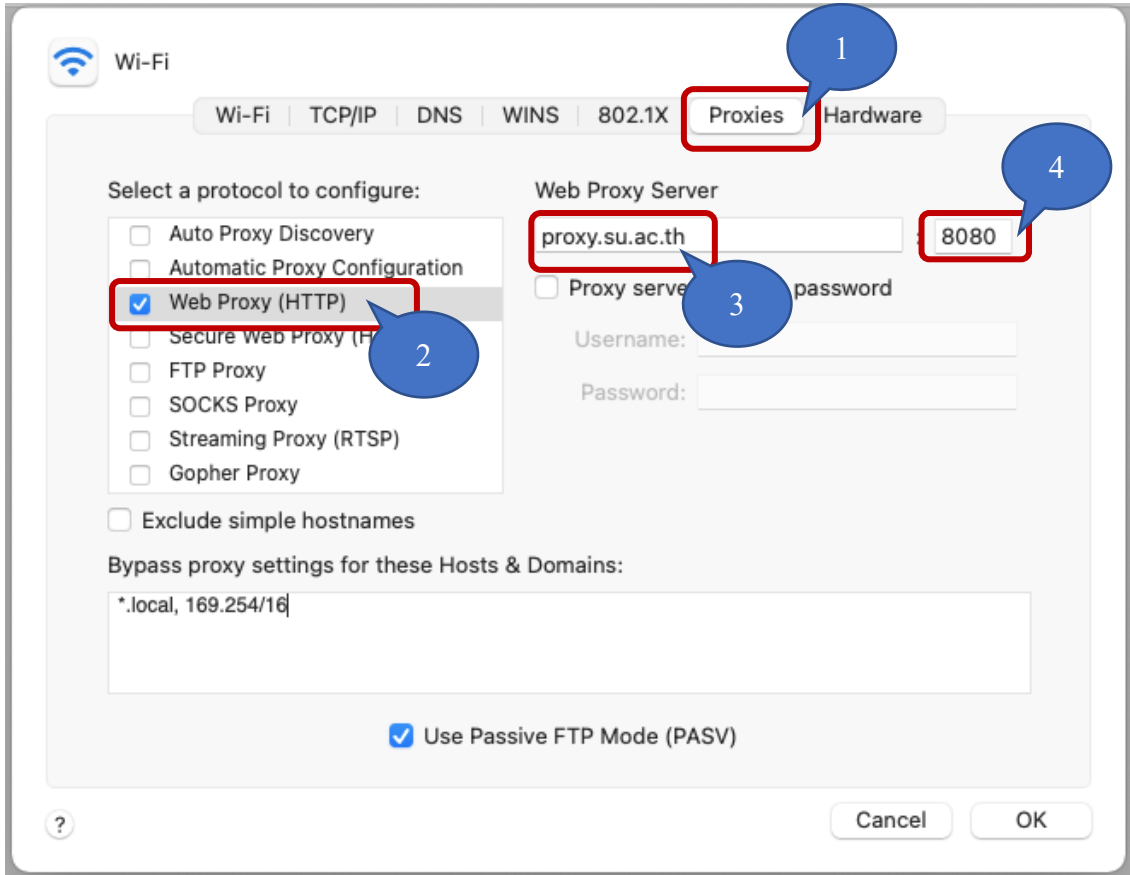 Wi-Fi
1
Wi-Fi TCP/IP DNS WINS 802.1X Proxies Hardware
4
Select a protocol to configure:
Auto Proxy Discovery
Automatic Proxy Configuration
Web Proxy (HTTP)
2
Secure Web Proxy (H
FTP Proxy
SOCKS Proxy
Streaming Proxy (RTSP)
Gopher Proxy
Web Proxy Server
proxy.su.ac.th : 8080
3
Proxy serve password
Username:
Password:
Exclude simple hostnames
Bypass proxy settings for these Hosts & Domains:
*.local, 169.254/16
Use Passive FTP Mode (PASV)
? Cancel OK